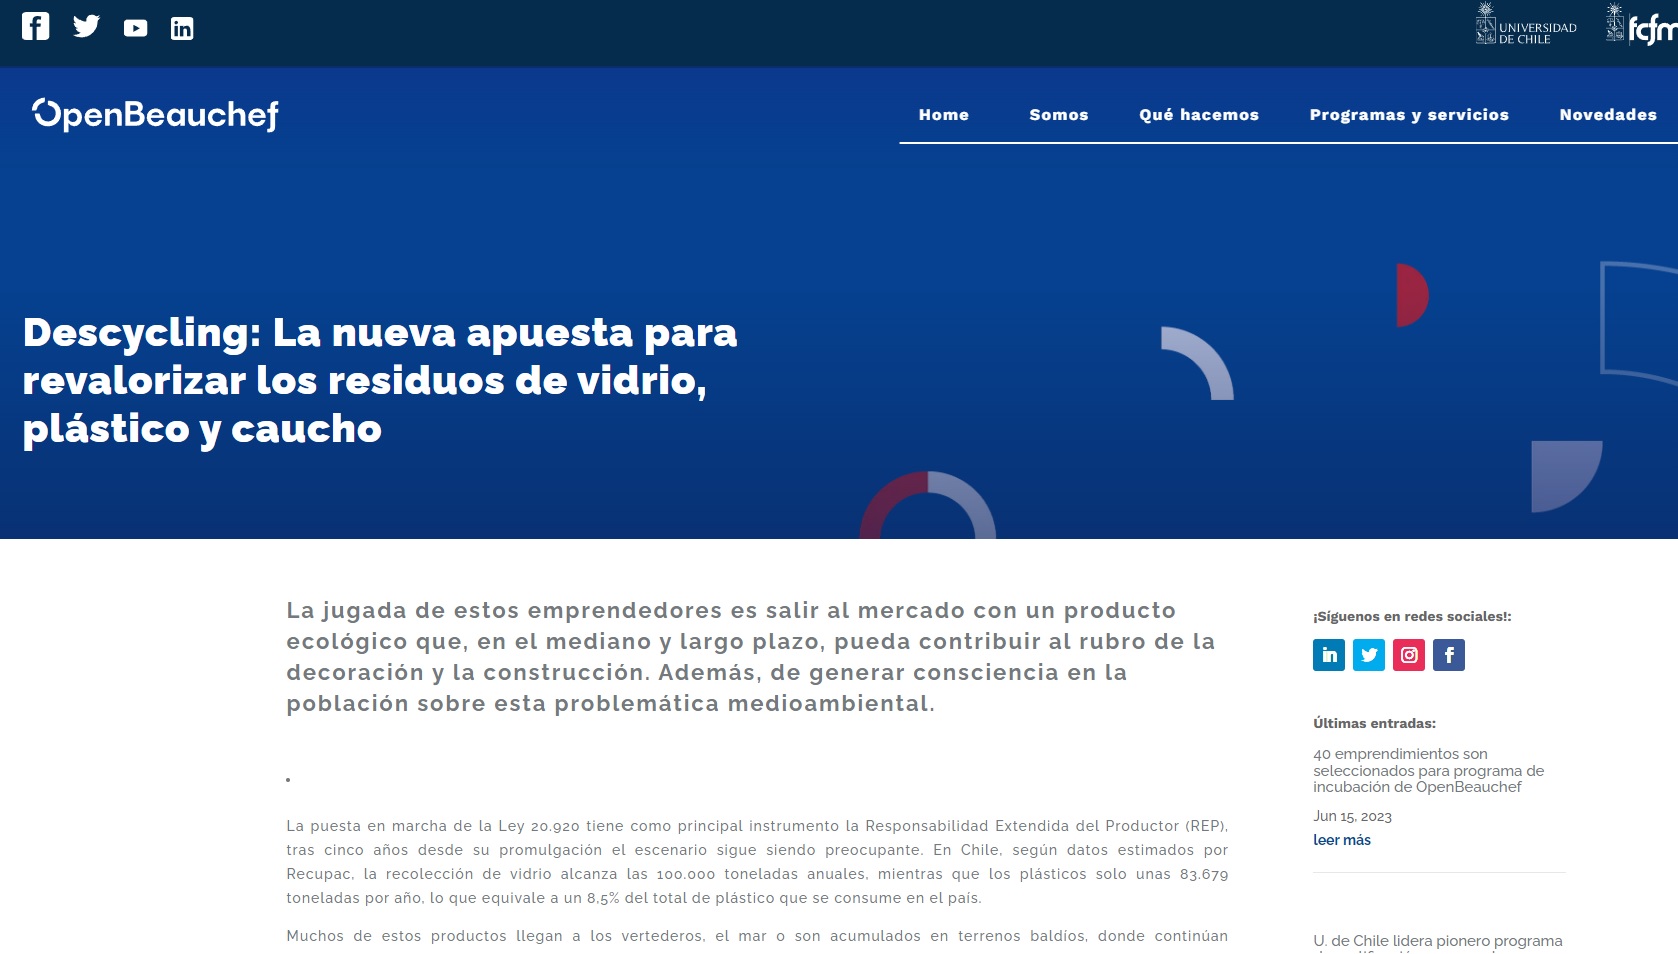 UNIVERSIDAD
DE CHILE
fcfm
OpenBeauchef
Home Somos Qué hacemos Programas y servicios Novedades
Descycling: La nueva apuesta para
revalorizar los residuos de vidrio,
plástico y caucho
La jugada de estos emprendedores es salir al mercado con un producto
ecológico que, en el mediano y largo plazo, pueda contribuir al rubro de la
decoración y la construcción. Además, de generar consciencia en la
población sobre esta problemática medioambiental.
.
La puesta en marcha de la Ley 20.920 tiene como principal instrumento la Responsabilidad Extendida del Productor (REP),
tras cinco años desde su promulgación el escenario sigue siendo preocupante. En Chile, según datos estimados por
Recupac, la recolección de vidrio alcanza las 100.000 toneladas anuales, mientras que los plásticos solo unas 83.679
toneladas por año, lo que equivale a un 8,5% del total de plástico que se consume en el país.
Muchos de estos productos llegan a los vertederos, el mar o son acumulados en terrenos baldíos, donde continúan
¡Síguenos en redes sociales!:
Últimas entradas:
40 emprendimientos son
seleccionados para programa de
incubación de OpenBeauchef
Jun 15, 2023
leer más
U. de Chile lidera pionero programa